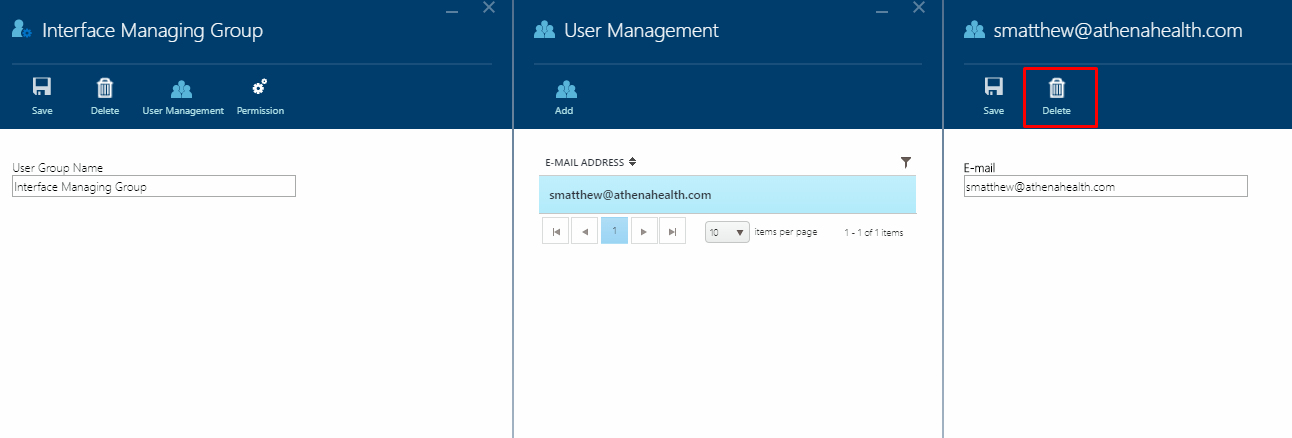 Interface Managing Group
Save
Delete
User Management
Permission
User Group Name
Interface Managing Group
User Management
Add
E-MAIL ADDRESS
smatthew@athenahealth.com
1
10
items per page
1 - 1 of 1 items
smatthew@athenahealth.com
Save
Delete
E-mail
smatthew@athenahealth.com